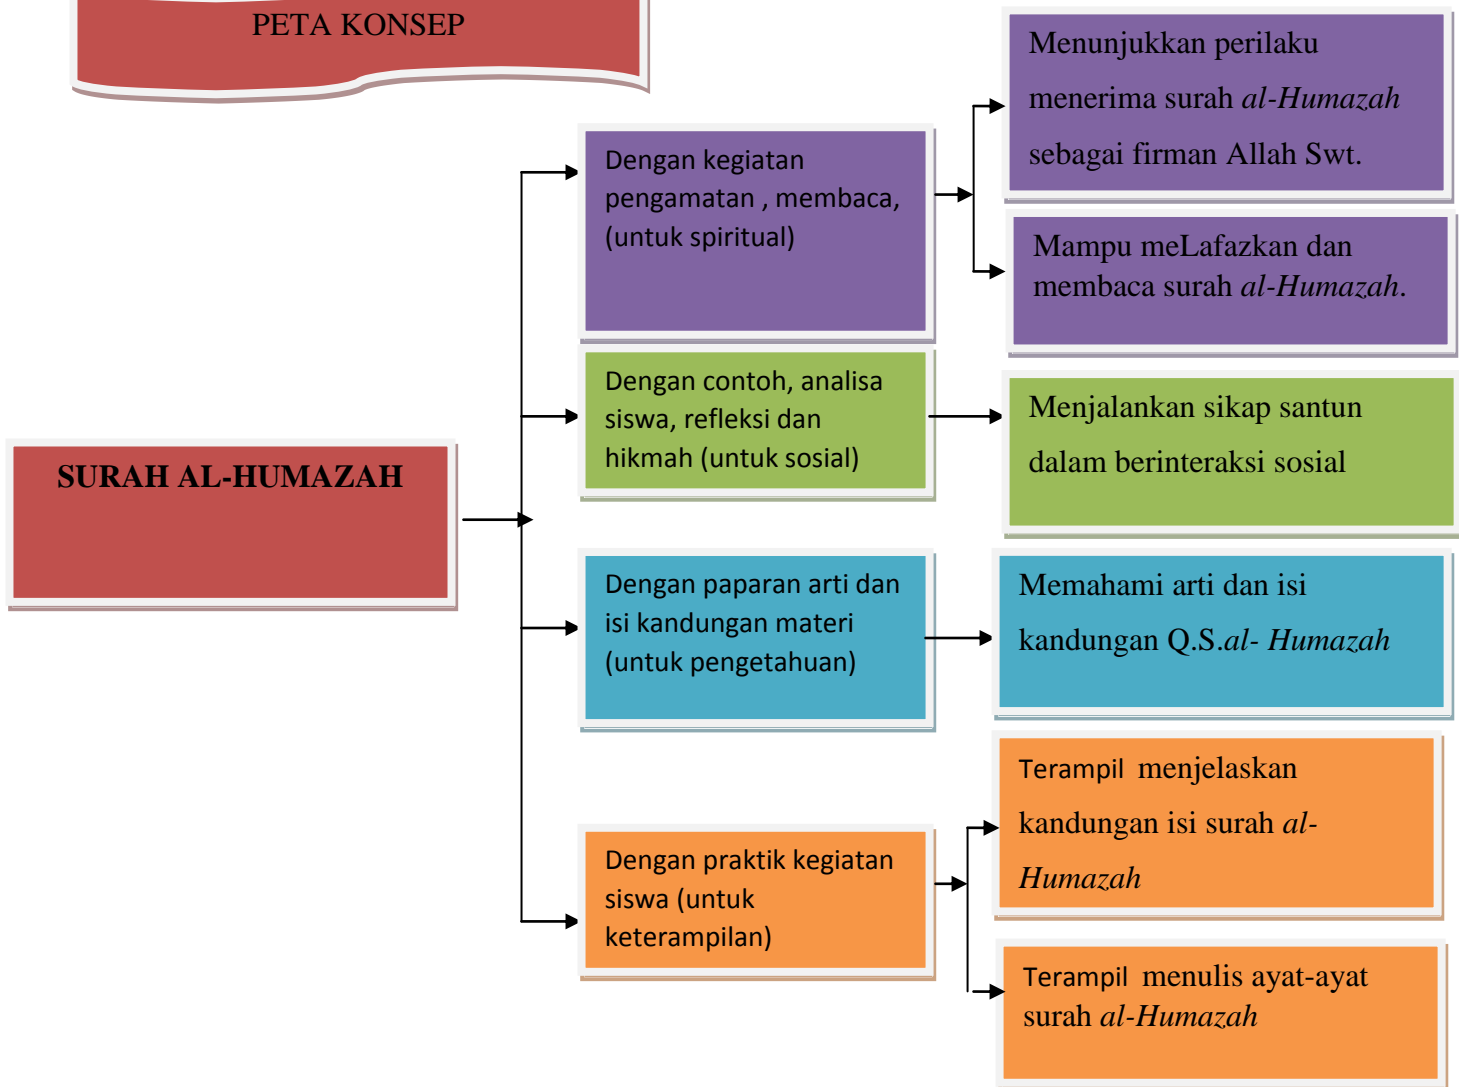 PETA KONSEP
SURAH AL-HUMAZAH
Dengan kegiatan
pengamatan , membaca,
(untuk spiritual)
Menunjukkan perilaku
menerima surah al-Humazah
sebagai firman Allah Swt.
Mampu meLafazkan dan
membaca surah al-Humazah.
Dengan contoh, analisa
siswa, refleksi dan
hikmah (untuk sosial)
Menjalankan sikap santun
dalam berinteraksi sosial
Dengan paparan arti dan
isi kandungan materi
(untuk pengetahuan)
Memahami arti dan isi
kandungan Q.S.al- Humazah
Dengan praktik kegiatan
siswa (untuk
keterampilan)
Terampil menjelaskan
kandungan isi surah al-
Humazah
Terampil menulis ayat-ayat
surah al-Humazah